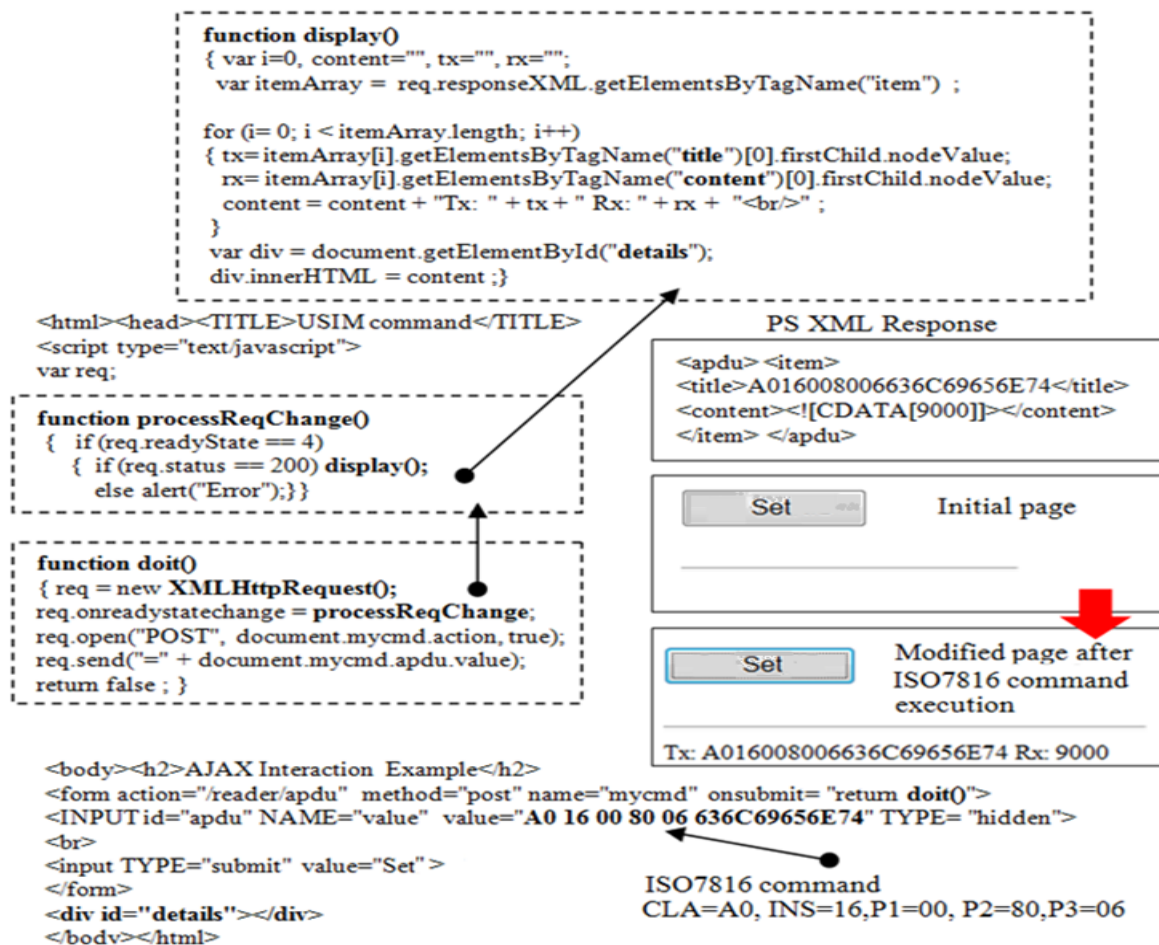 function display()
{ var i=0, content="", tx="", rx="";
var itemArray = req.responseXML.getElementsByTagName("item") ;
for (i= 0; i < itemArray.length; i++)
{ tx= itemArray[i].getElementsByTagName("title")[0].firstChild.nodeValue;
rx= itemArray[i].getElementsByTagName("content")[0].firstChild.nodeValue;
content = content + "Tx: " + tx + " Rx: " + rx + "<br/>" ;
}
var div = document.getElementById("details");
div.innerHTML = content ;}
<html><head><TITLE>USIM command</TITLE>
<script type="text/javascript">
var req;
function processReqChange()
{ if (req.readyState == 4)
{ if (req.status == 200) display();
else alert("Error");}}
function doit()
{ req = new XMLHttpRequest();
req.onreadystatechange = processReqChange;
req.open("POST", document.mycmd.action, true);
req.send("=" + document.mycmd.apdu.value);
return false ; }
PS XML Response
<apdu> <item>
<title>A016008006636C69656E74</title>
<content><![CDATA[9000]]></content>
</item> </apdu>
Set
Initial page
Set
Modified page after
ISO7816 command
execution
Tx: A016008006636C69656E74 Rx: 9000
<body><h2>AJAX Interaction Example</h2>
<form action="/reader/apdu" method="post" name="mycmd" onsubmit= "return doit()">
<INPUT id="apdu" NAME="value" value="A0 16 00 80 06 636C69656E74" TYPE= "hidden">
<br>
<input TYPE="submit" value="Set" >
</form>
<div id="details"></div>
</body></html>
ISO7816 command
CLA=A0, INS=16,P1=00, P2=80,P3=06